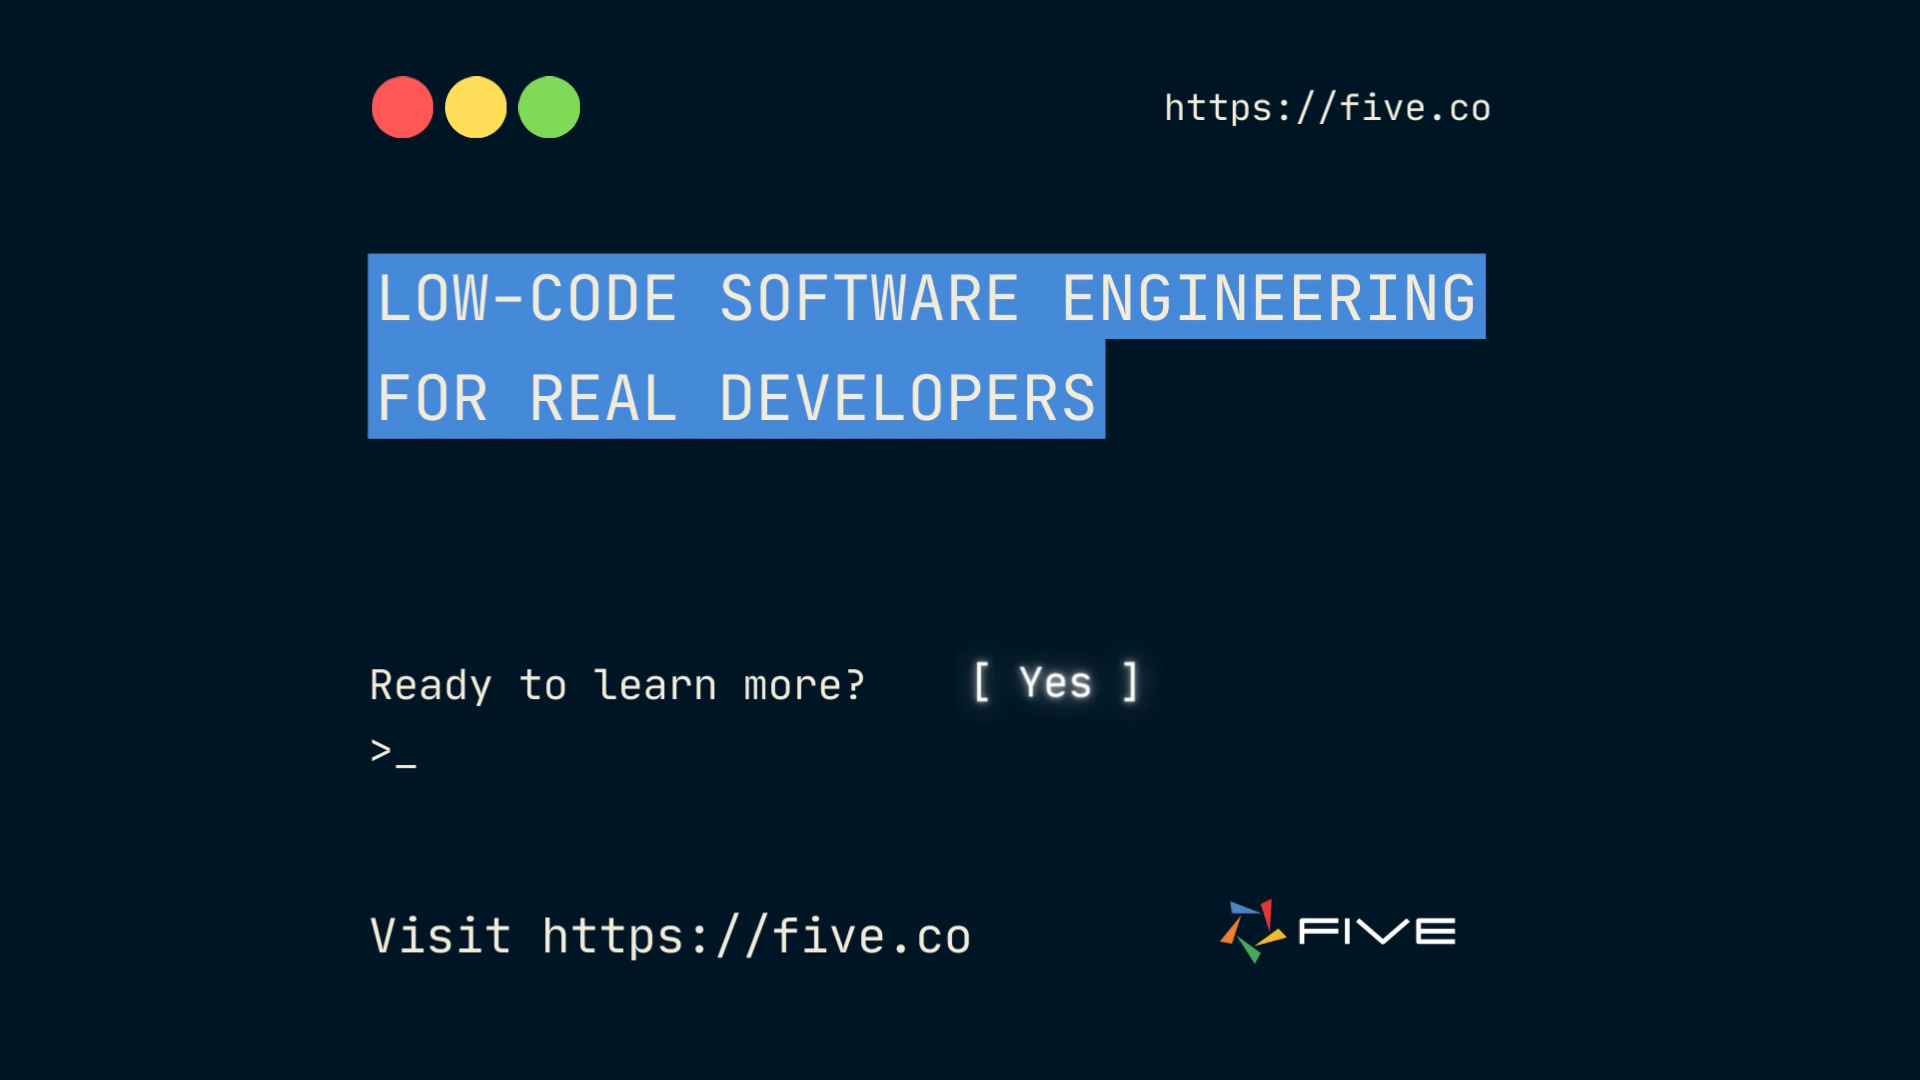 https://five.co
LOW-CODE SOFTWARE ENGINEERING
FOR REAL DEVELOPERS
Ready to learn more? [ Yes ]
>_
Visit https://five.co
FIVE